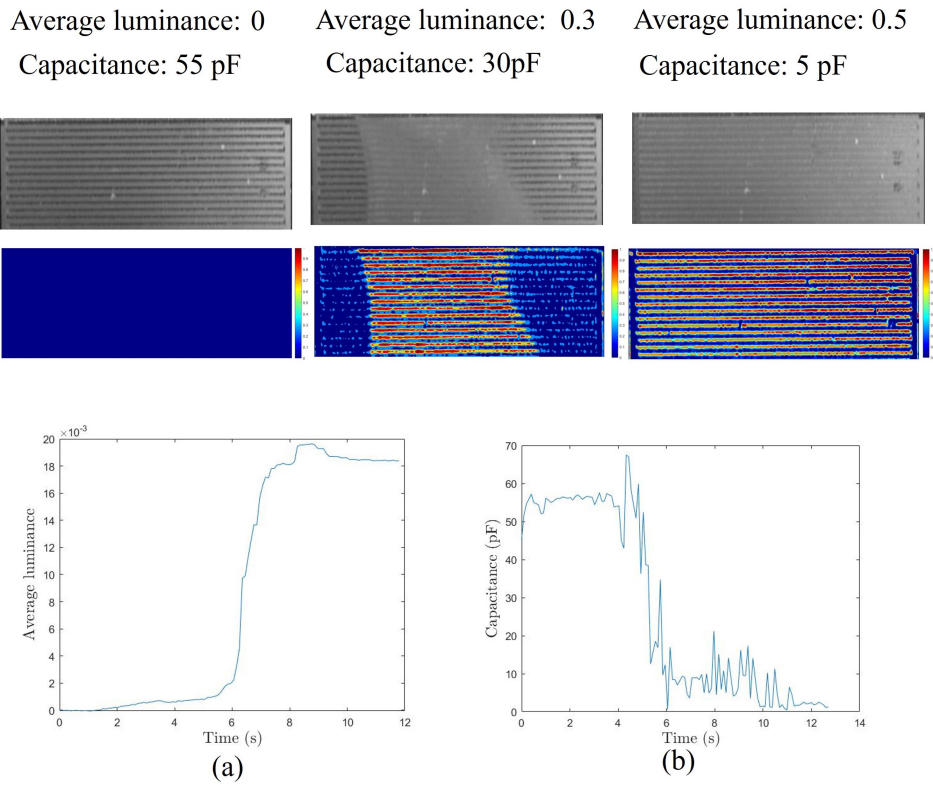 Average luminance: 0
Capacitance: 55 pF
Average luminance: 0.3
Capacitance: 30pF
Average luminance: 0.5
Capacitance: 5 pF
×10⁻³
20
18
16
14
12
10
8
6
4
2
0
0 2 4 6 8 10 12
Average luminance
Time (s)
(a)
70
60
50
40
30
20
10
0
0 2 4 6 8 10 12 14
Capacitance (pF)
Time (s)
(b)